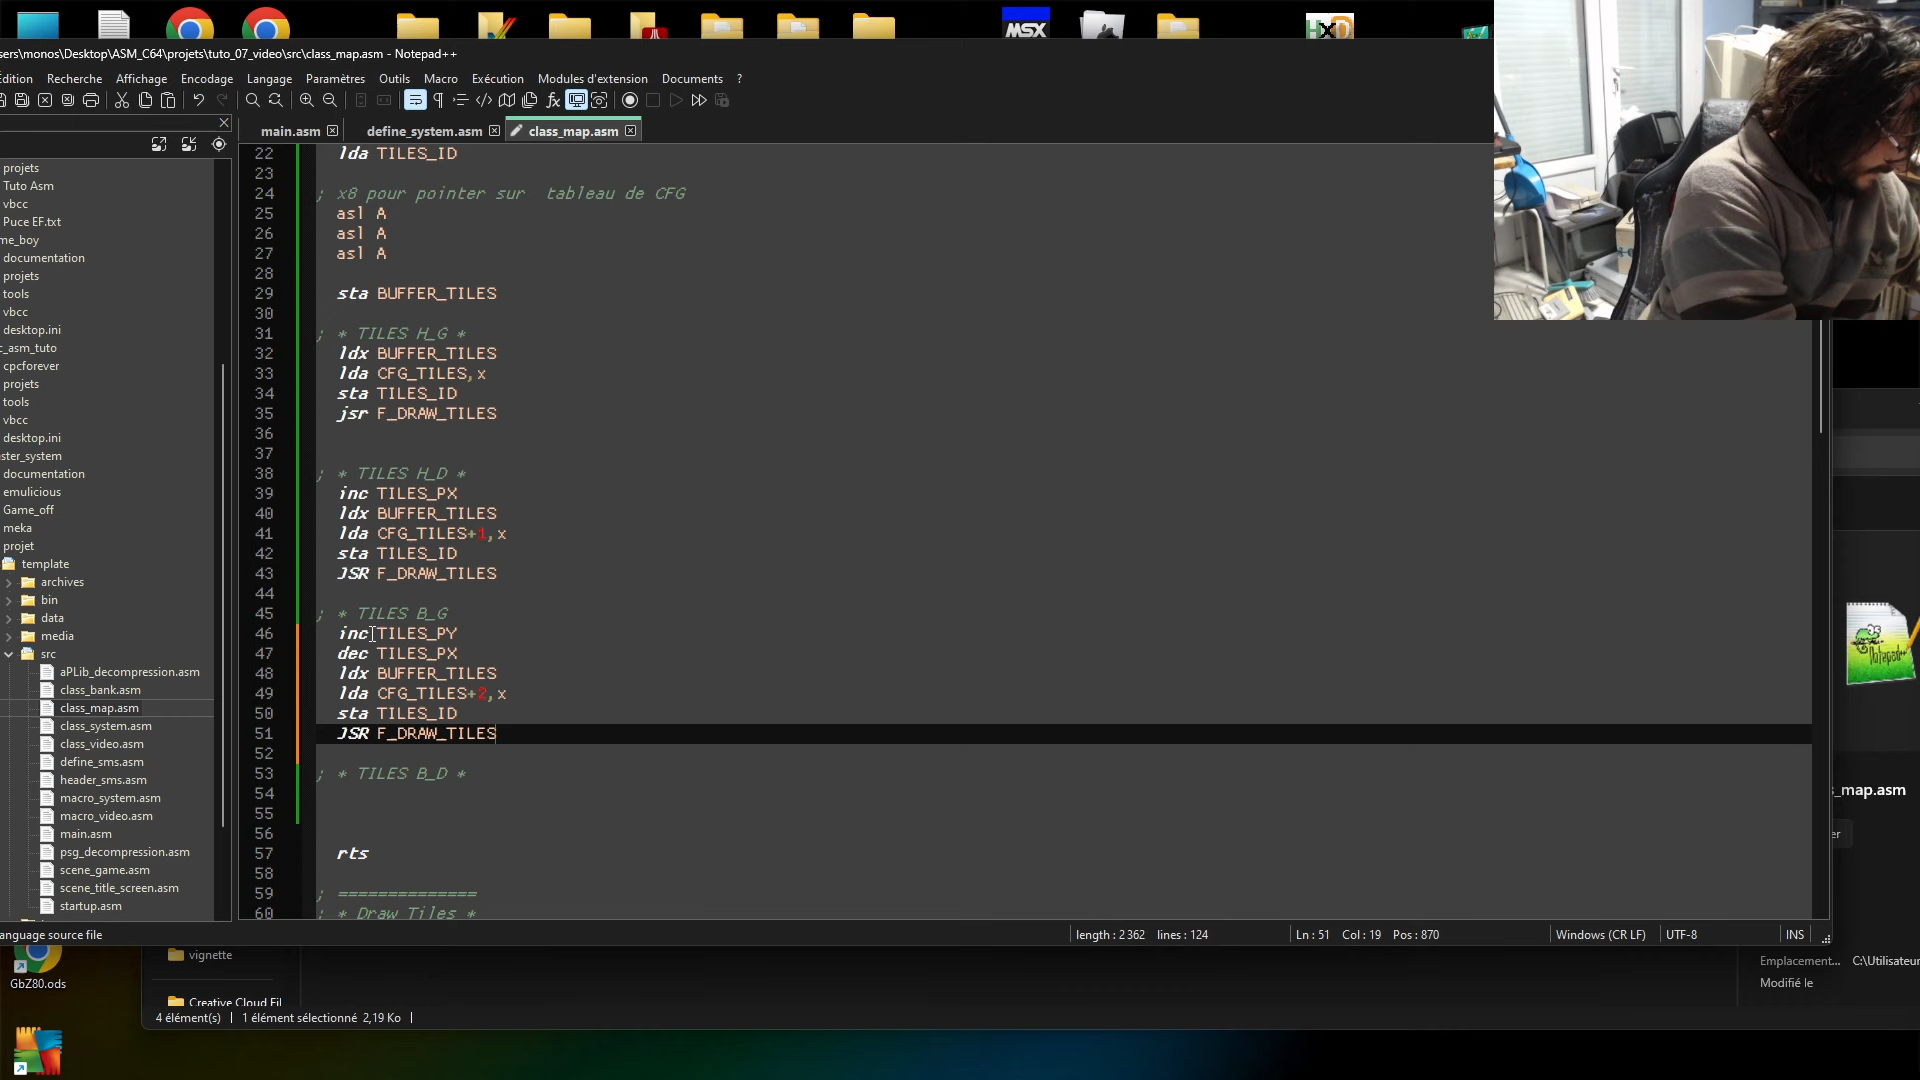 MSX
HxD
sers\monos\Desktop\ASM_C64\projets\tuto_07_video\src\class_map.asm - Notepad++
Édition Recherche Affichage Encodage Langage Paramètres Outils Macro Exécution Modules d'extension Documents ?
main.asm define_system.asm class_map.asm
projets
Tuto Asm
vbcc
Puce EF.txt
me_boy
documentation
projets
tools
vbcc
desktop.ini
c_asm_tuto
cpcforever
projets
tools
vbcc
desktop.ini
ster_system
documentation
emulicious
Game_off
meka
projet
template
archives
bin
data
media
src
aPLib_decompression.asm
class_bank.asm
class_map.asm
class_system.asm
class_video.asm
define_sms.asm
header_sms.asm
macro_system.asm
macro_video.asm
main.asm
psg_decompression.asm
scene_game.asm
scene_title_screen.asm
startup.asm
22 lda TILES_ID
23
24 ; x8 pour pointer sur  tableau de CFG
25 asl A
26 asl A
27 asl A
28
29 sta BUFFER_TILES
30
31 ; * TILES H_G *
32 ldx BUFFER_TILES
33 lda CFG_TILES,x
34 sta TILES_ID
35 jsr F_DRAW_TILES
36
37
38 ; * TILES H_D *
39 inc TILES_PX
40 ldx BUFFER_TILES
41 lda CFG_TILES+1,x
42 sta TILES_ID
43 JSR F_DRAW_TILES
44
45 ; * TILES B_G
46 inc TILES_PY
47 dec TILES_PX
48 ldx BUFFER_TILES
49 lda CFG_TILES+2,x
50 sta TILES_ID
51 JSR F_DRAW_TILES
52
53 ; * TILES B_D *
54
55
56
57 rts
58
59 ; ==============
60 ; * Draw Tiles *
anguage source file length : 2 362 lines : 124 Ln : 51 Col : 19 Pos : 870 Windows (CR LF) UTF-8 INS
Notepad++
s_map.asm
er
GbZ80.ods
vignette
Creative Cloud Fil
4 élément(s) 1 élément sélectionné 2,19 Ko
Emplacement... C:\Utilisateur
Modifié le